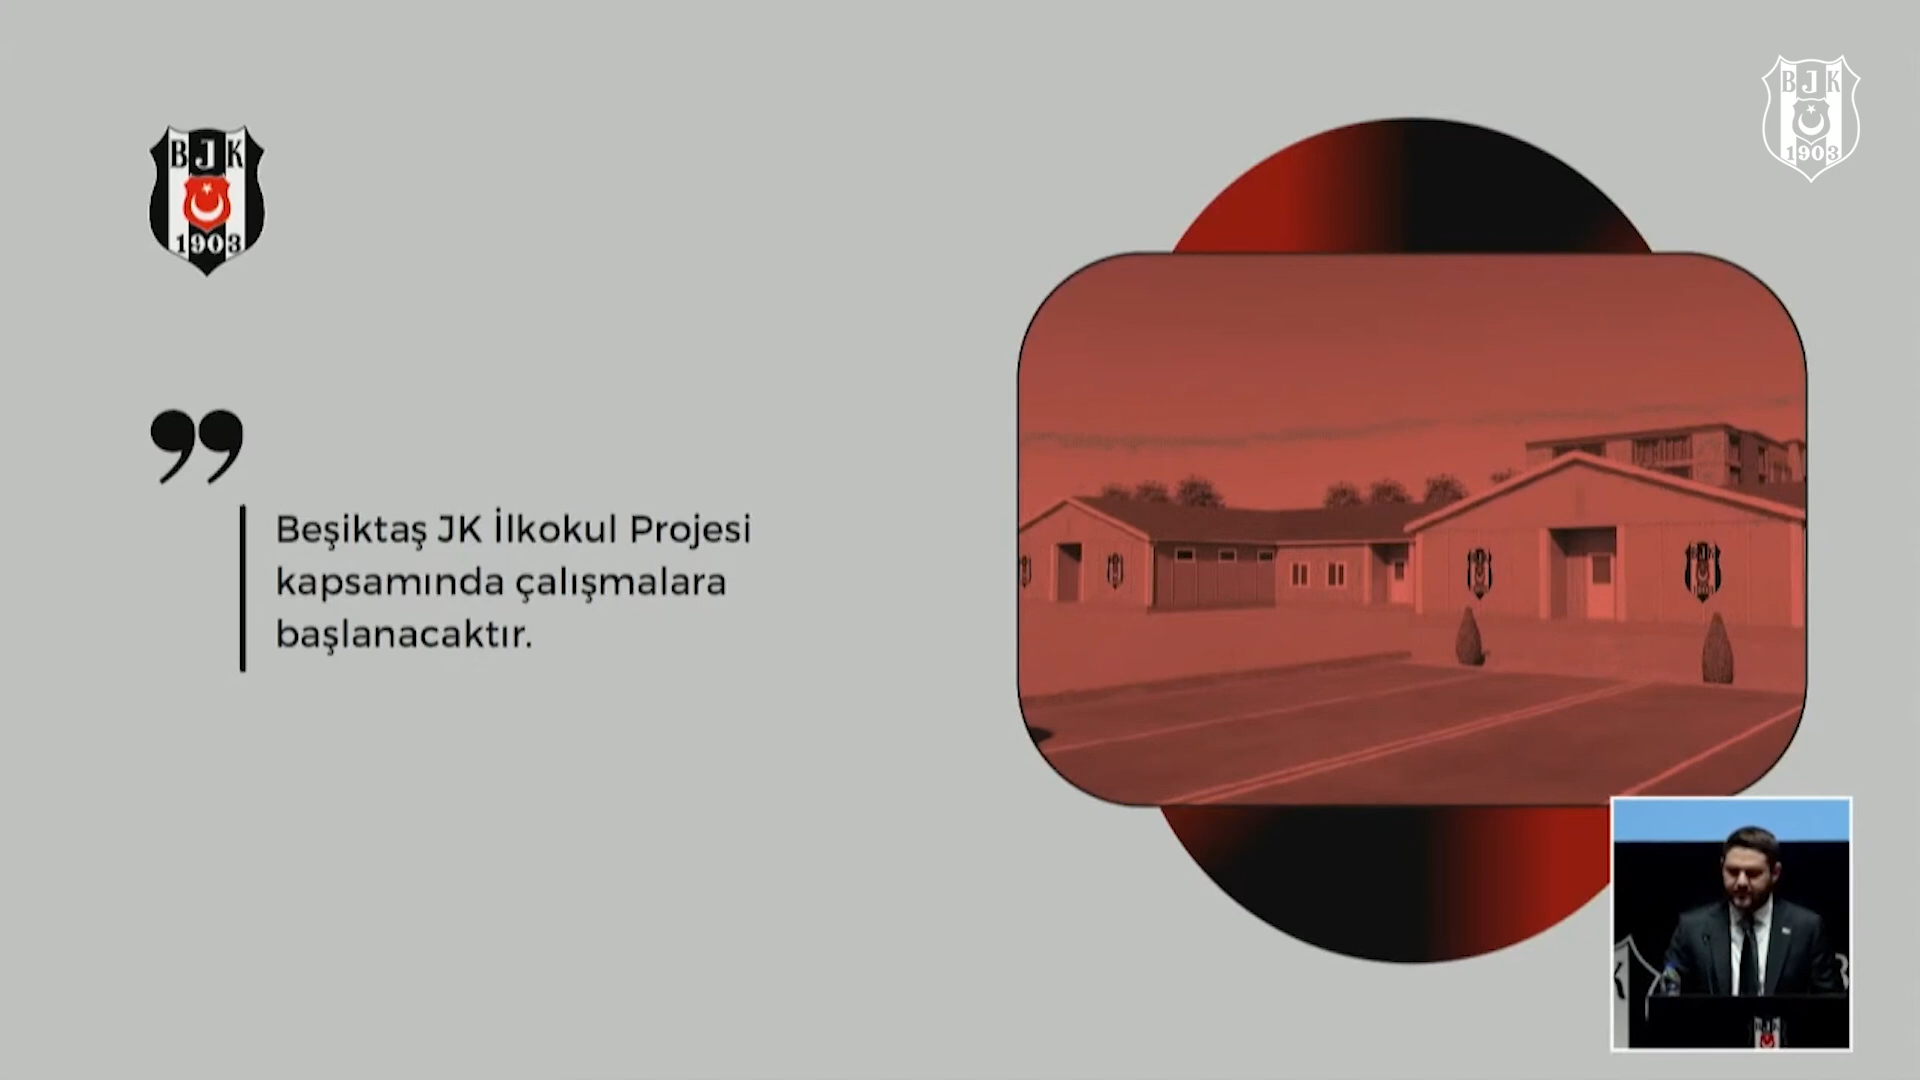 BJK
1903
BJK
1903
Beşiktaş JK İlkokul Projesi
kapsamında çalışmalara
başlanacaktır.